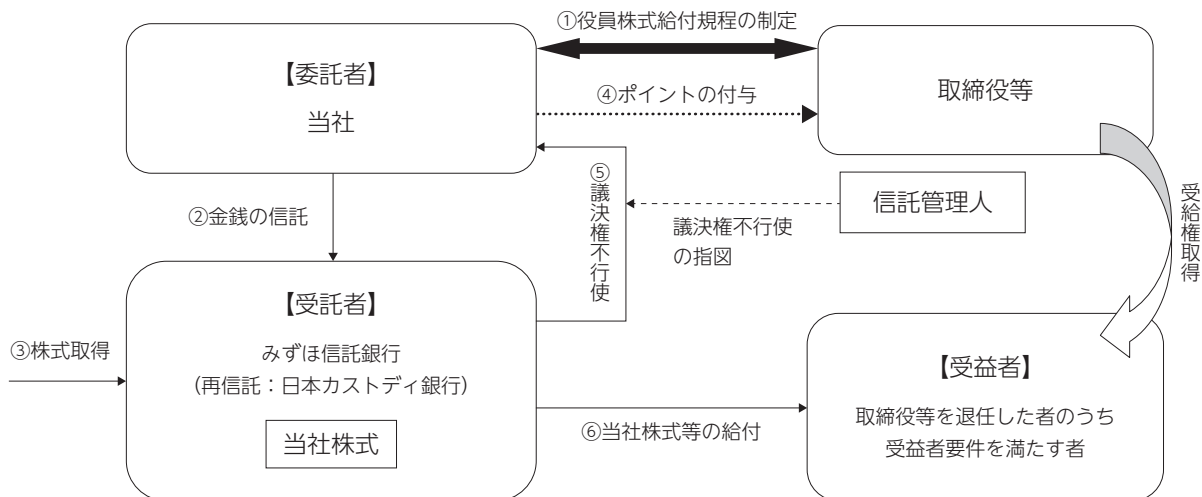 ①役員株式給付規程の制定
【委託者】
当社
④ポイントの付与
取締役等
②金銭の信託
⑤議決権不行使
議決権不行使
の指図
信託管理人
受給権取得
③株式取得
【受託者】
みずほ信託銀行
(再信託：日本カストディ銀行)
当社株式
⑥当社株式等の給付
【受益者】
取締役等を退任した者のうち
受益者要件を満たす者